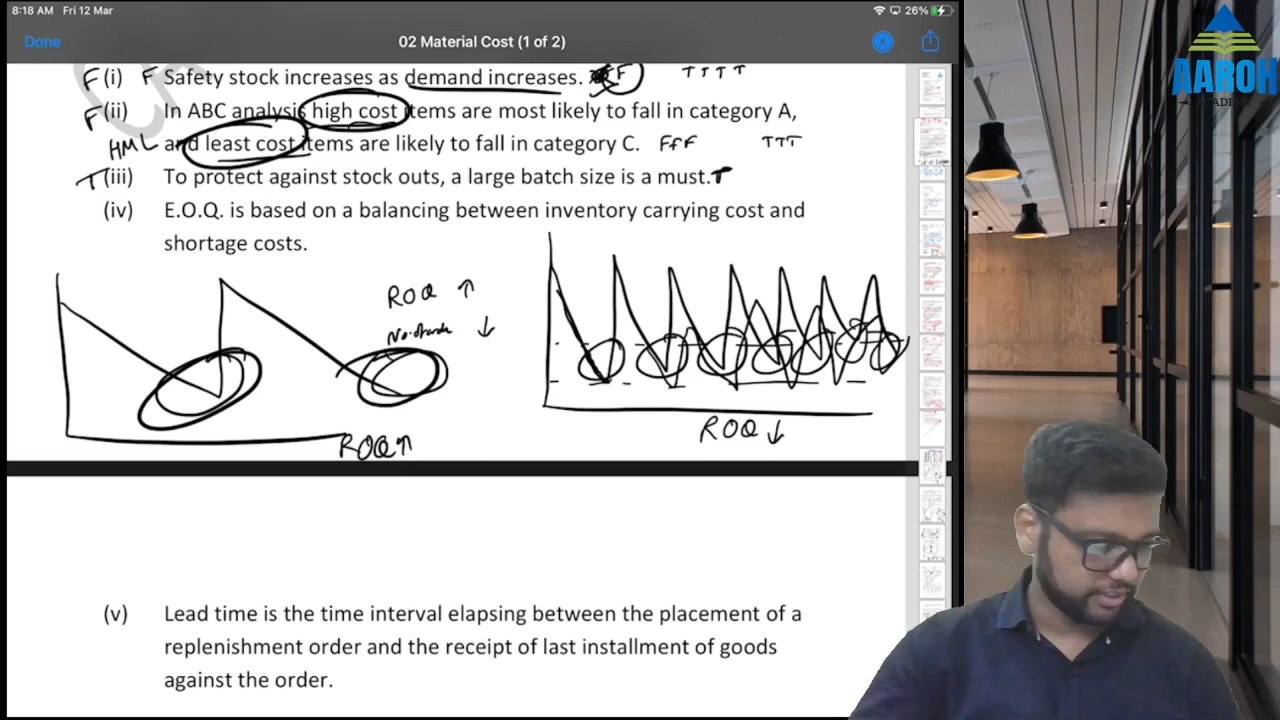 8:18 AM Fri 12 Mar
26%
Done
02 Material Cost (1 of 2)
AAROH
ACADEMY
F (i) F Safety stock increases as demand increases. F T T T T
F (ii) In ABC analysis high cost items are most likely to fall in category A,
HML and least cost items are likely to fall in category C. F F F T T T
T (iii) To protect against stock outs, a large batch size is a must. T
(iv) E.O.Q. is based on a balancing between inventory carrying cost and
shortage costs.
ROQ ↑
↓
ROQ ↑
ROQ ↓
(v) Lead time is the time interval elapsing between the placement of a
replenishment order and the receipt of last installment of goods
against the order.